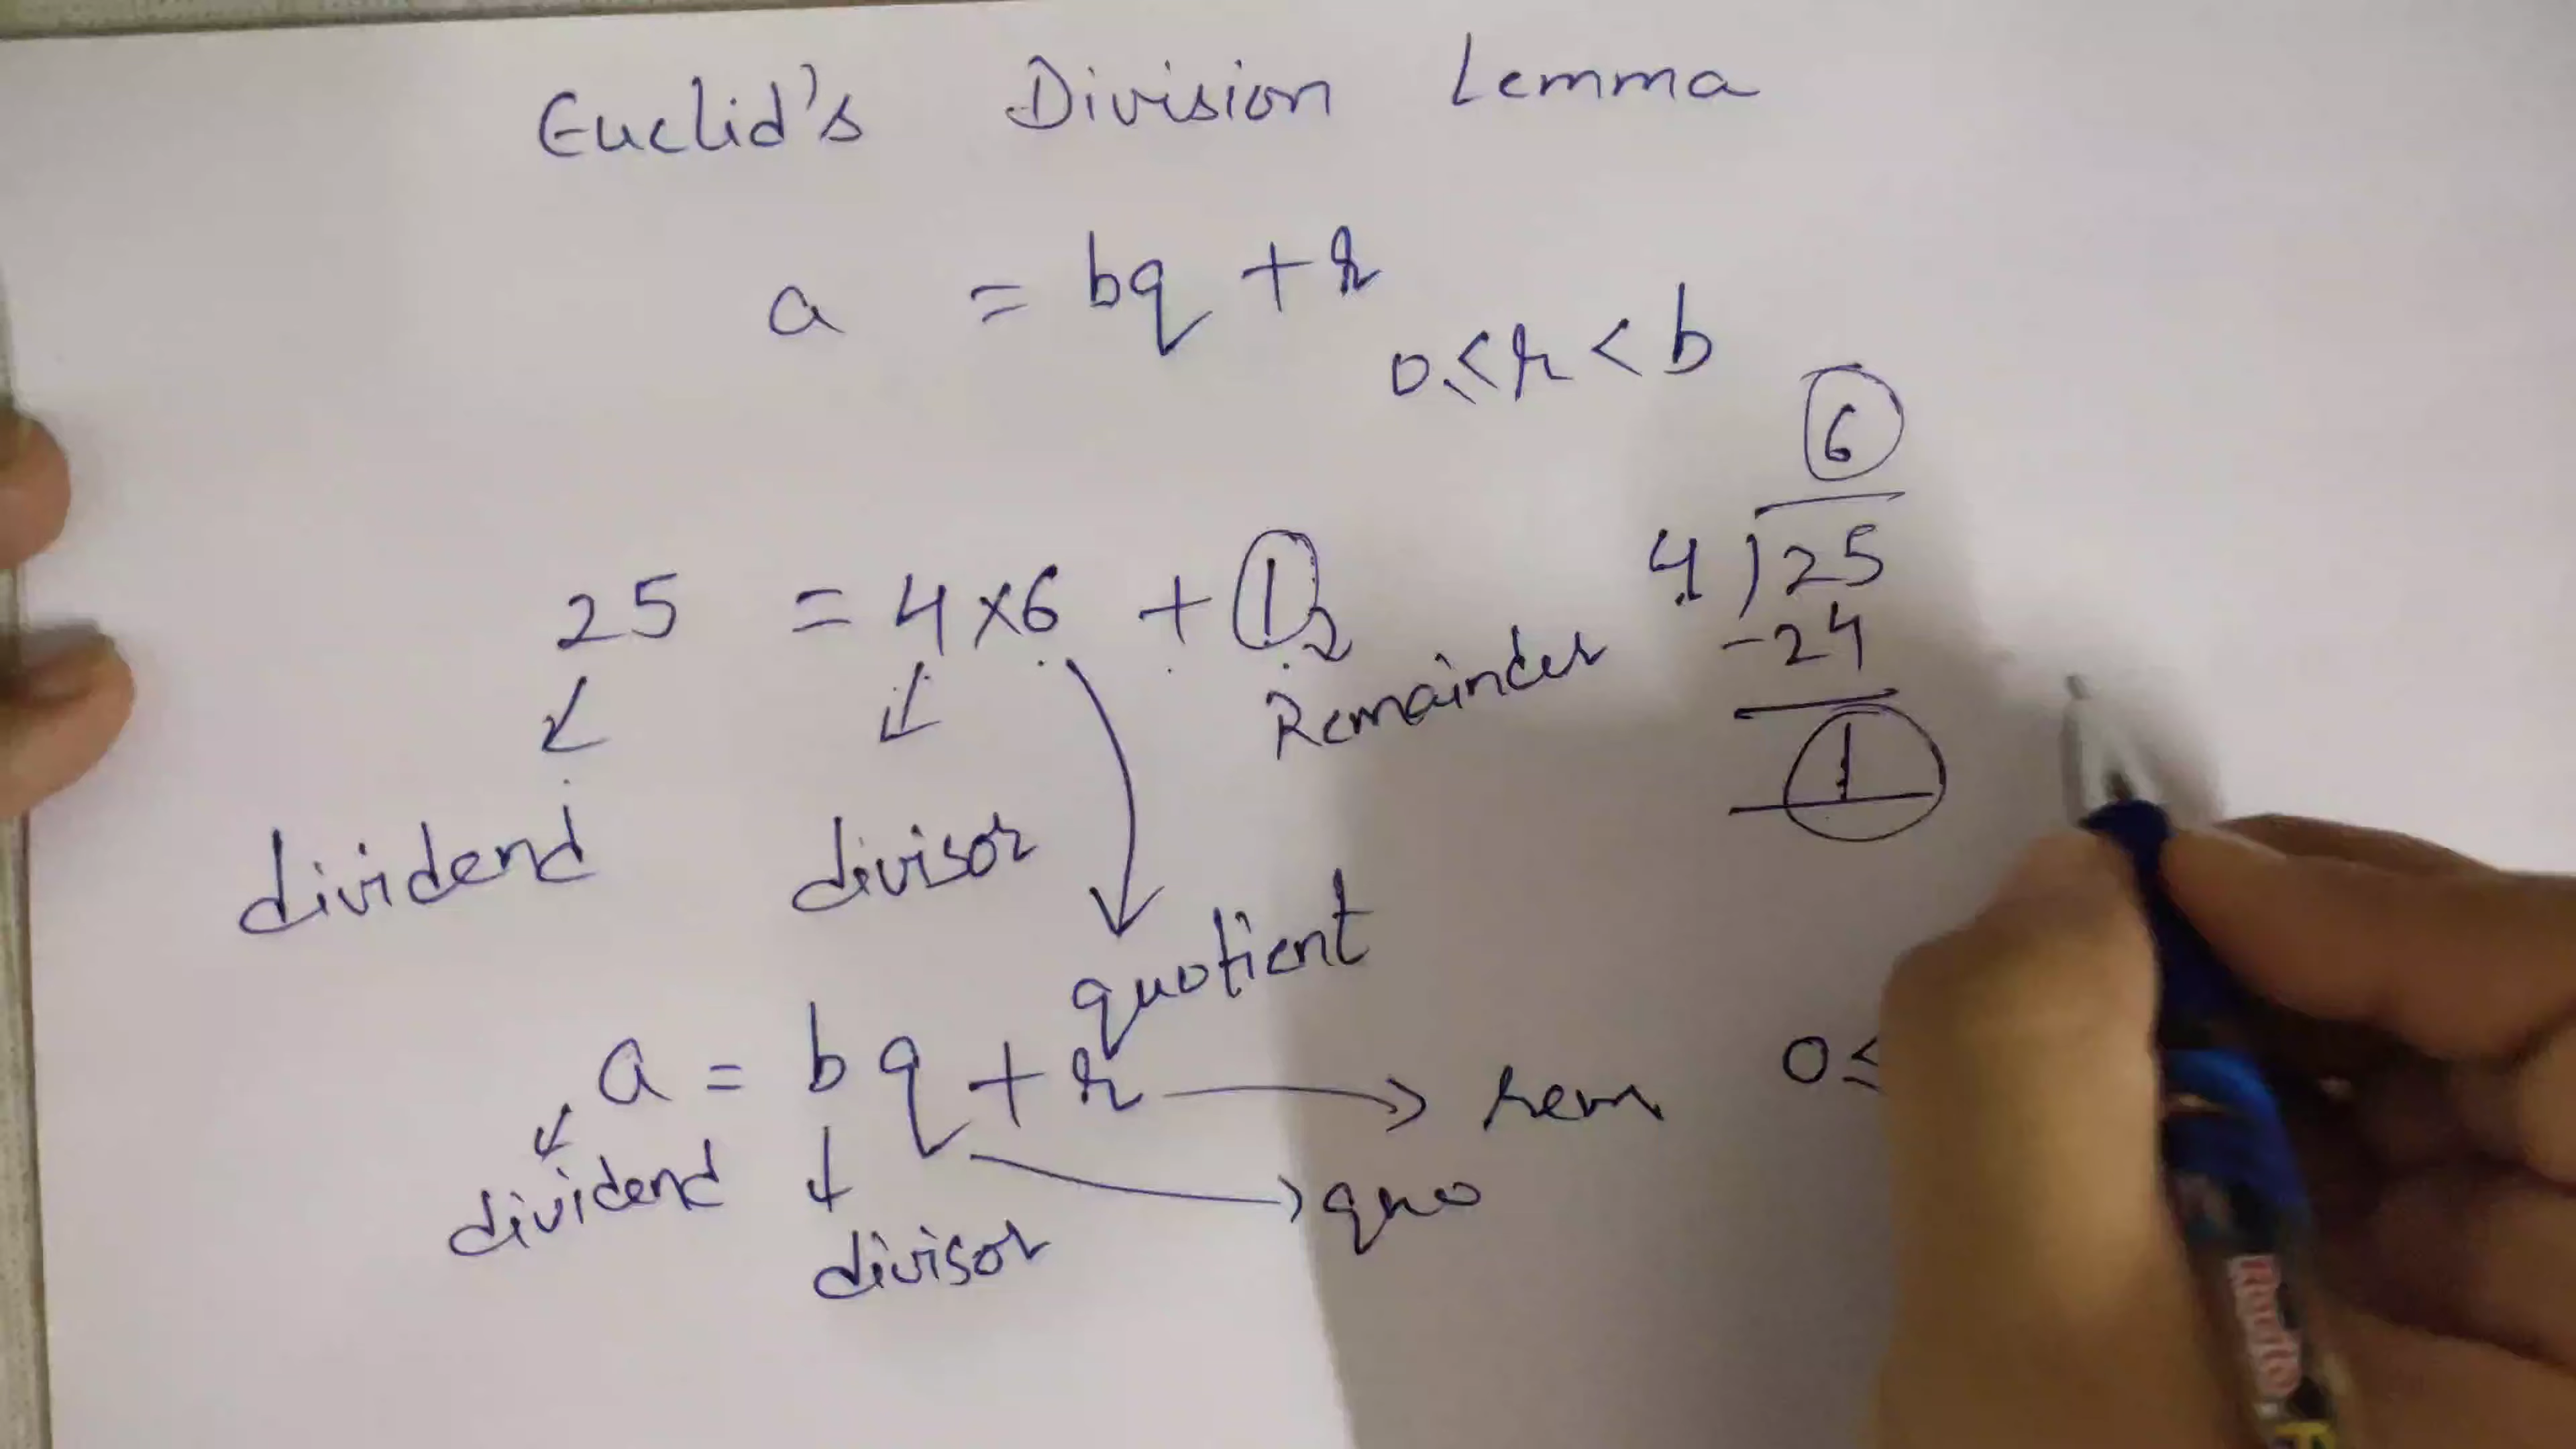 Euclid's Division Lemma
a = bq + r
0 ≤ r < b
6
4 ) 25
- 24
1
25 = 4 × 6 + 1
Remainder
dividend divisor
quotient
a = bq + r → rem
0 ≤
dividend → quo
divisor